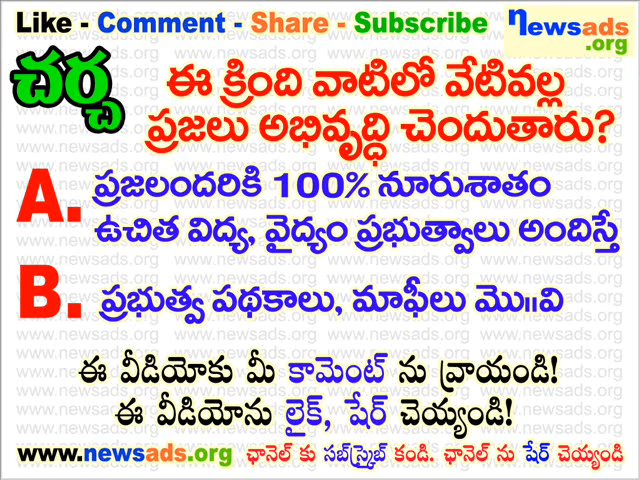 Like - Comment - Share - Subscribe
newsads
.org
చర్చ
ఈ క్రింది వాటిలో వేటివల్ల
ప్రజలు అభివృద్ధి చెందుతారు?
A. ప్రజలందరికి 100% నూరుశాతం
ఉచిత విద్య, వైద్యం ప్రభుత్వాలు అందిస్తే
B. ప్రభుత్వ పథకాలు, మాఫీలు మొ॥వి
ఈ వీడియోకు మీ కామెంట్ ను వ్రాయండి!
ఈ వీడియోను లైక్, షేర్ చెయ్యండి!
www.newsads.org ఛానెల్ కు సబ్‌స్క్రైబ్ కండి. ఛానెల్ ను షేర్ చెయ్యండి